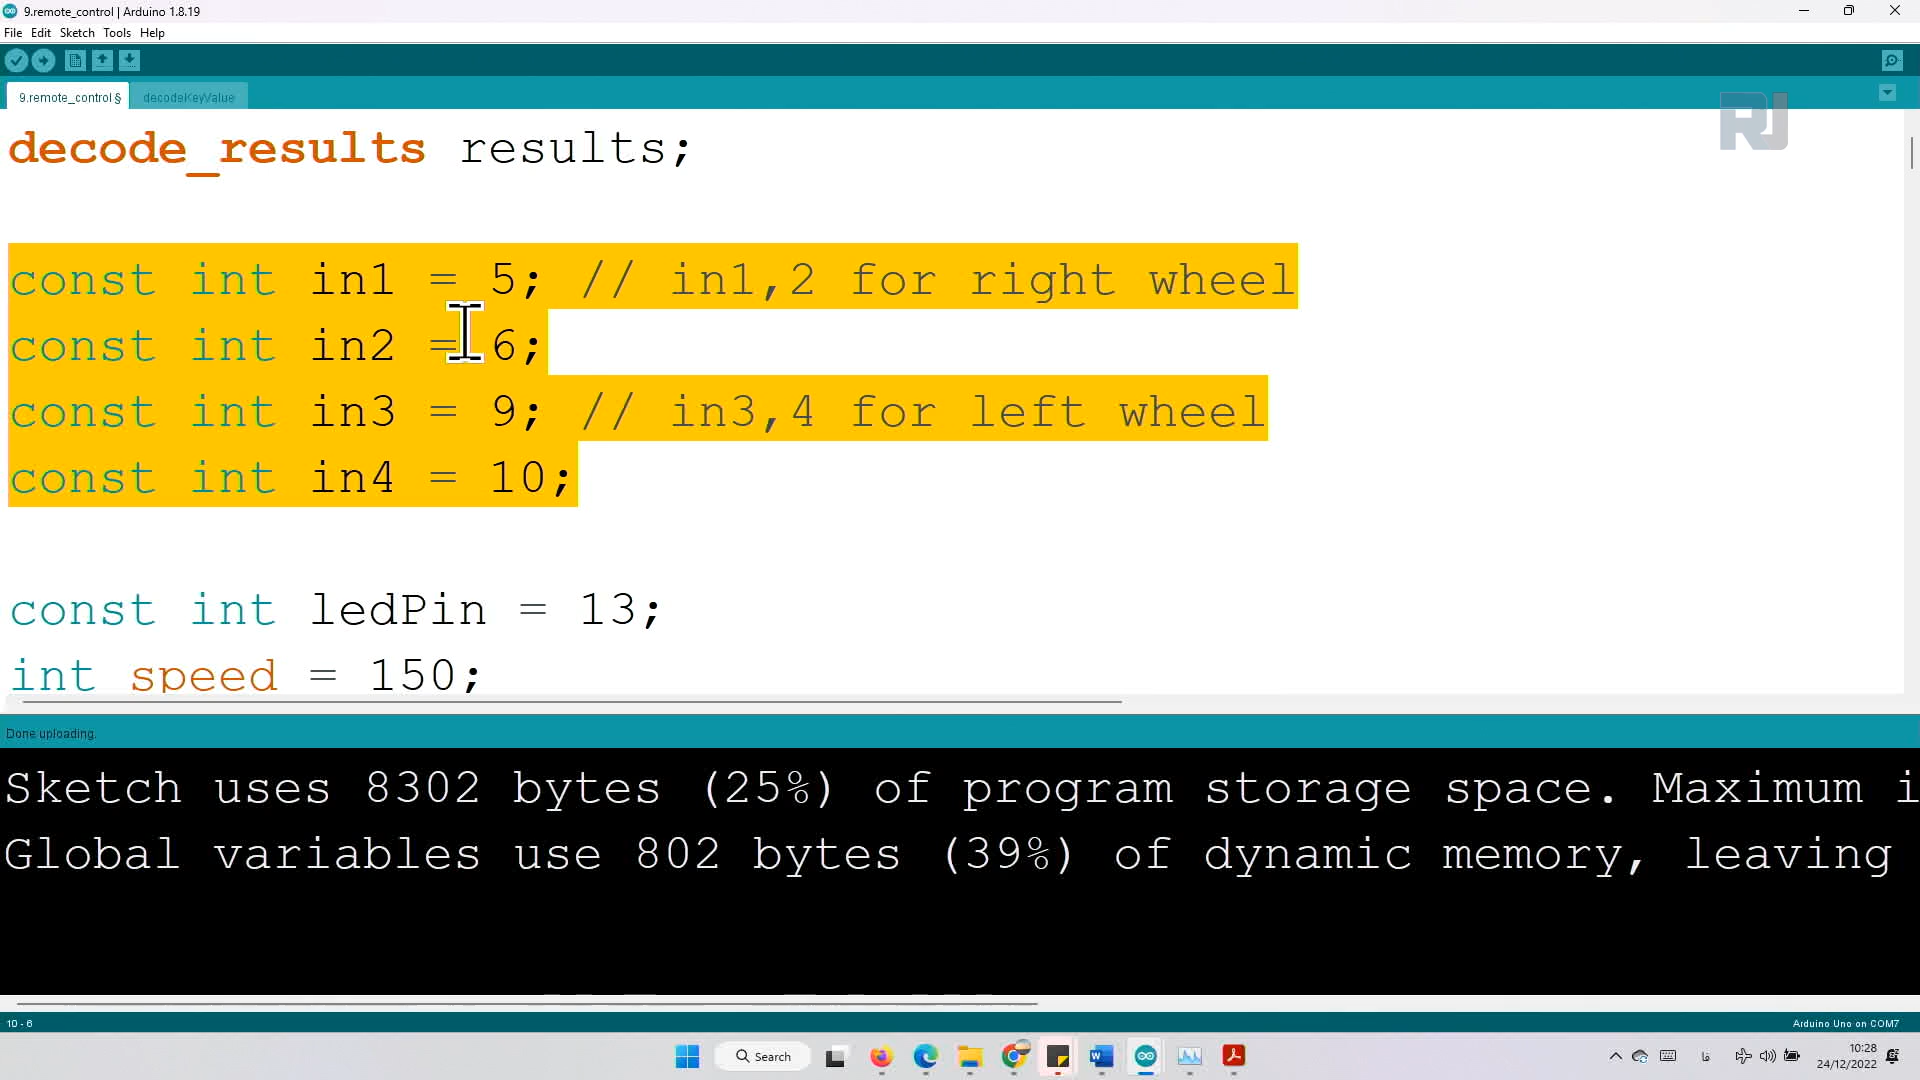 9.remote_control | Arduino 1.8.19
File Edit Sketch Tools Help
9.remote_control § decodeKeyValue
RJ
decode_results results;
const int in1 = 5; // in1,2 for right wheel
const int in2 = 6;
const int in3 = 9; // in3,4 for left wheel
const int in4 = 10;
const int ledPin = 13;
int speed = 150;
Done uploading.
Sketch uses 8302 bytes (25%) of program storage space. Maximum i
Global variables use 802 bytes (39%) of dynamic memory, leaving
10 - 6 Arduino Uno on COM7
Search
فا
10:28
24/12/2022